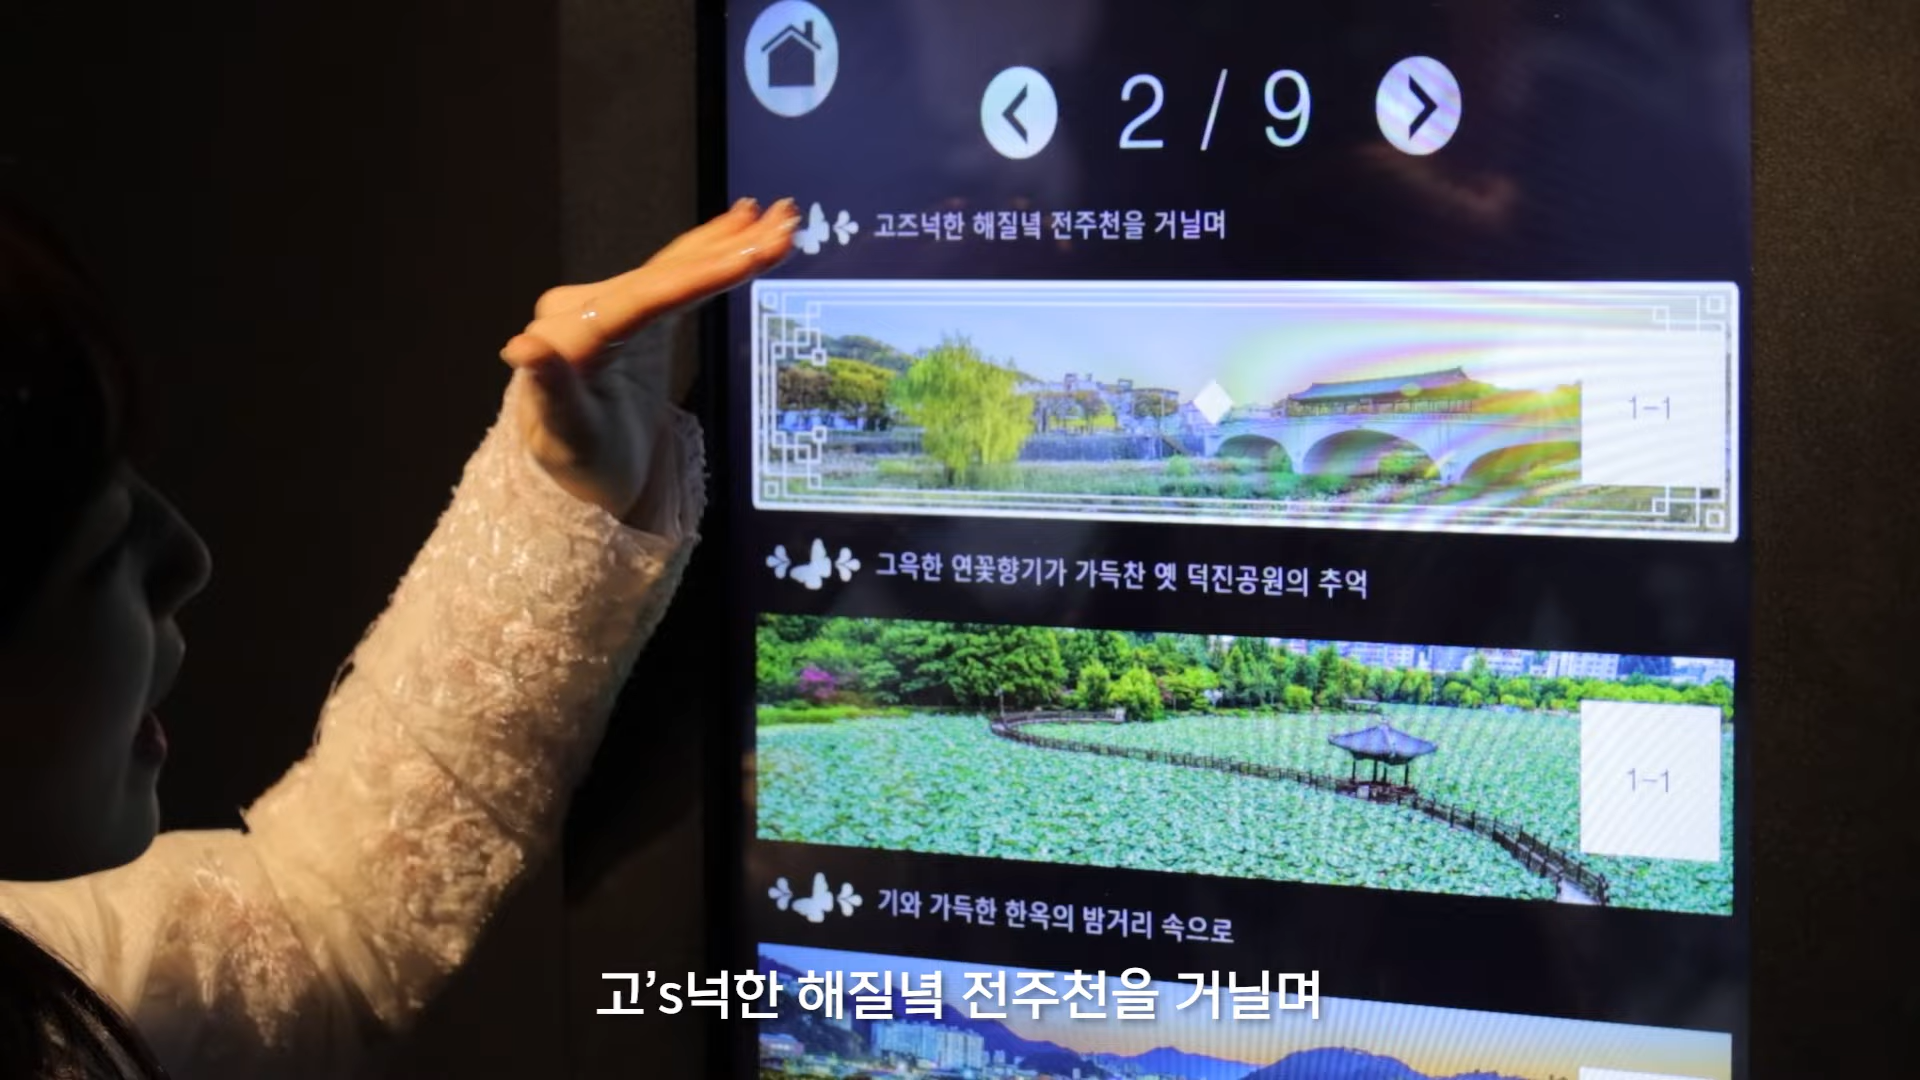 2 / 9
고즈넉한 해질녘 전주천을 거닐며
1-1
그윽한 연꽃향기가 가득찬 옛 덕진공원의 추억
1-1
기와 가득한 한옥의 밤거리 속으로
고’s넉한 해질녘 전주천을 거닐며